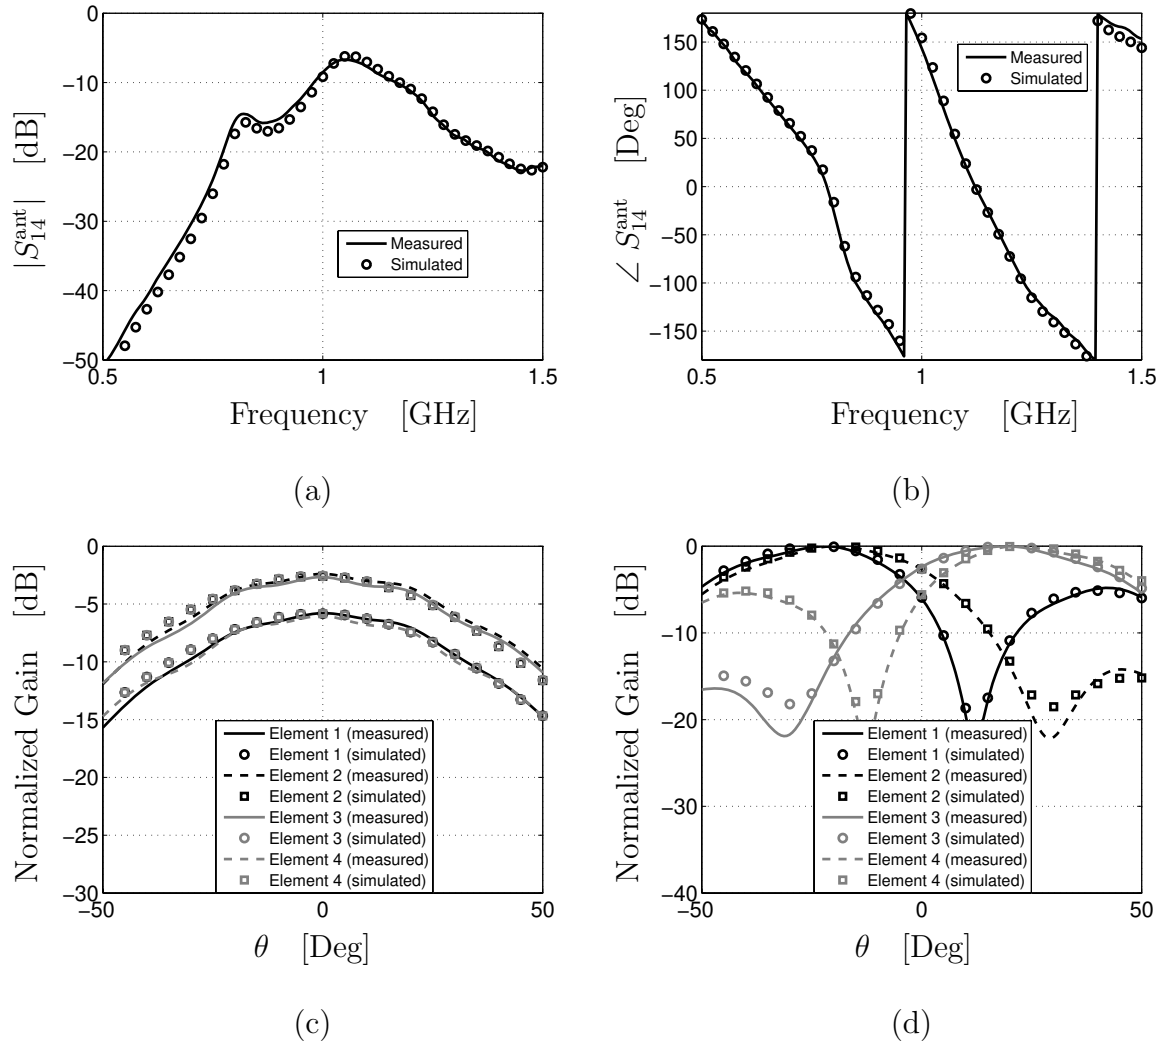 0
−10
−20
−30
−40
−50
0.5
1
1.5
|S₁₄ᵃⁿᵗ| [dB]
Measured
Simulated
Frequency [GHz]
(a)
150
100
50
0
−50
−100
−150
0.5
1
1.5
∠ S₁₄ᵃⁿᵗ [Deg]
Measured
Simulated
Frequency [GHz]
(b)
0
−5
−10
−15
−20
−25
−30
−50
0
50
Normalized Gain [dB]
Element 1 (measured)
Element 1 (simulated)
Element 2 (measured)
Element 2 (simulated)
Element 3 (measured)
Element 3 (simulated)
Element 4 (measured)
Element 4 (simulated)
θ [Deg]
(c)
0
−10
−20
−30
−40
−50
0
50
Normalized Gain [dB]
Element 1 (measured)
Element 1 (simulated)
Element 2 (measured)
Element 2 (simulated)
Element 3 (measured)
Element 3 (simulated)
Element 4 (measured)
Element 4 (simulated)
θ [Deg]
(d)